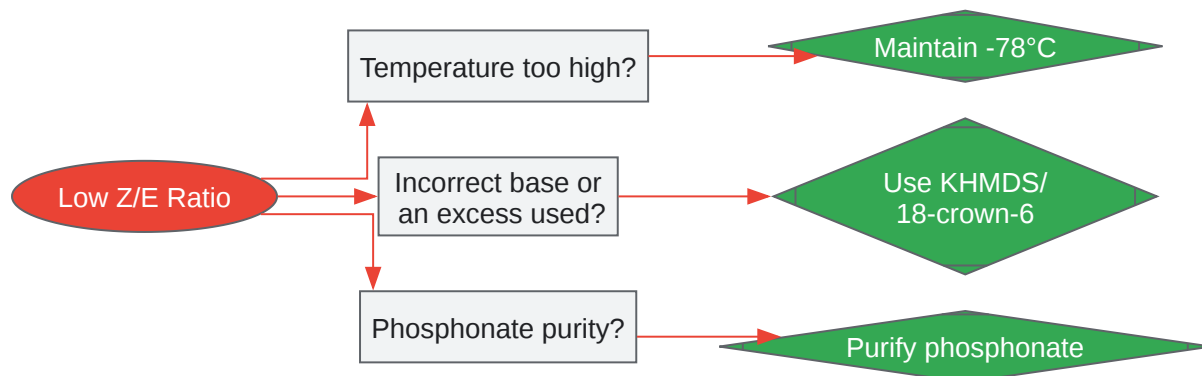 Low Z/E Ratio
Temperature too high?
Maintain -78°C
Incorrect base or
an excess used?
Use KHMDS/
18-crown-6
Phosphonate purity?
Purify phosphonate